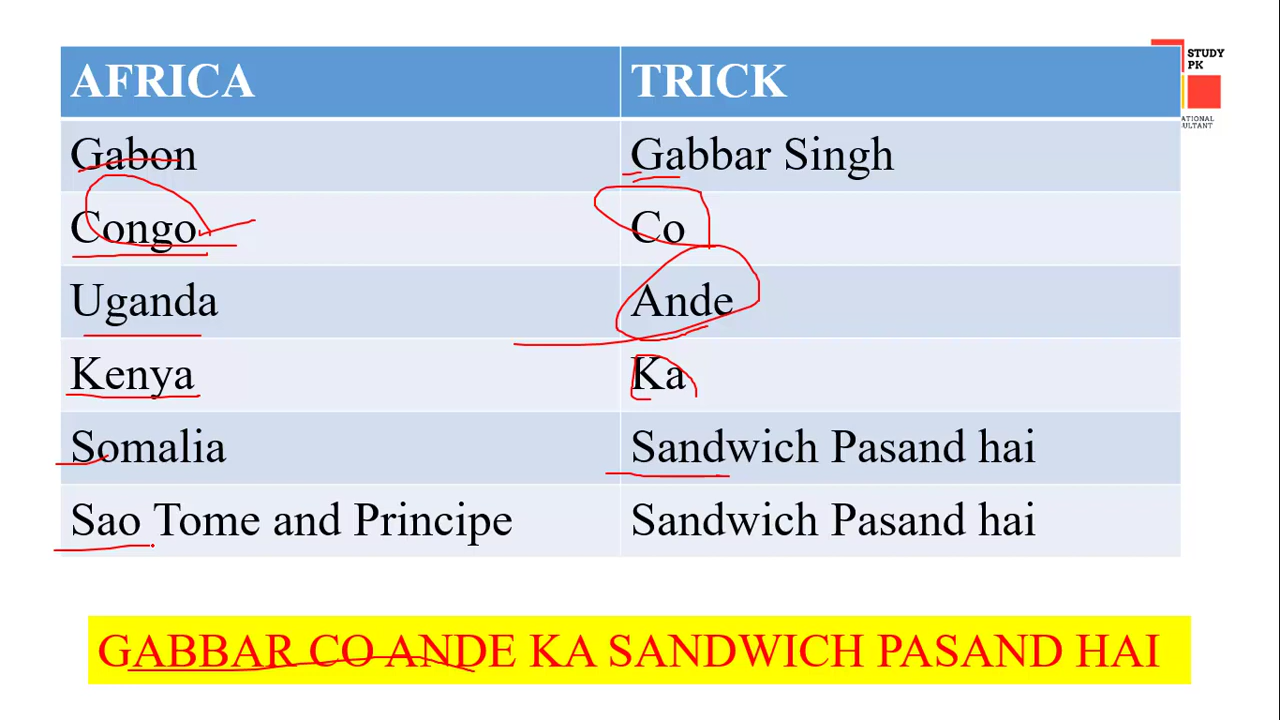 AFRICA TRICK
Gabon Gabbar Singh
Congo Co
Uganda Ande
Kenya Ka
Somalia Sandwich Pasand hai
Sao Tome and Principe Sandwich Pasand hai
GABBAR CO ANDE KA SANDWICH PASAND HAI
STUDY
PK